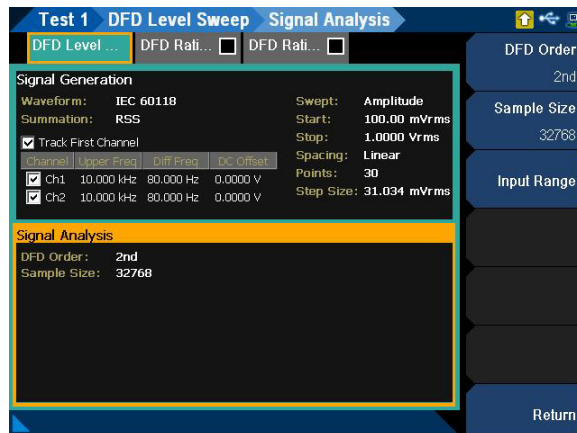 Test 1 DFD Level Sweep Signal Analysis
DFD Level ... DFD Rati... DFD Rati...
DFD Order
2nd
Sample Size
32768
Input Range
Return
Signal Generation
Waveform: IEC 60118
Summation: RSS
Track First Channel
Channel Upper Freq Diff Freq DC Offset
Ch1 10.000 kHz 80.000 Hz 0.0000 V
Ch2 10.000 kHz 80.000 Hz 0.0000 V
Swept: Amplitude
Start: 100.00 mVrms
Stop: 1.0000 Vrms
Spacing: Linear
Points: 30
Step Size: 31.034 mVrms
Signal Analysis
DFD Order: 2nd
Sample Size: 32768